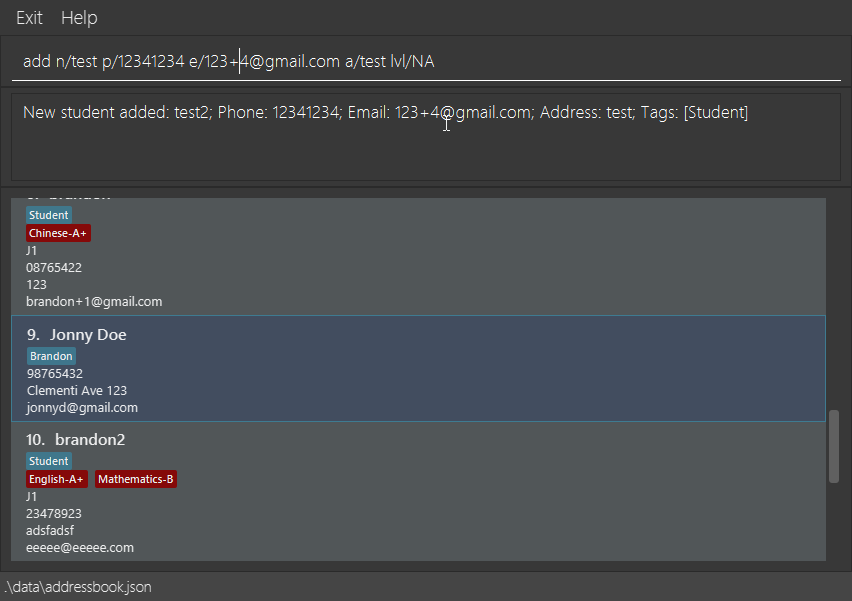 Exit Help
add n/test p/12341234 e/123+4@gmail.com a/test lvl/NA
New student added: test2; Phone: 12341234; Email: 123+4@gmail.com; Address: test; Tags: [Student]
Student
Chinese-A+
J1
08765422
123
brandon+1@gmail.com
9. Jonny Doe
Brandon
98765432
Clementi Ave 123
jonnyd@gmail.com
10. brandon2
Student
English-A+ Mathematics-B
J1
23478923
adsfadsf
eeeee@eeeee.com
.\data\addressbook.json